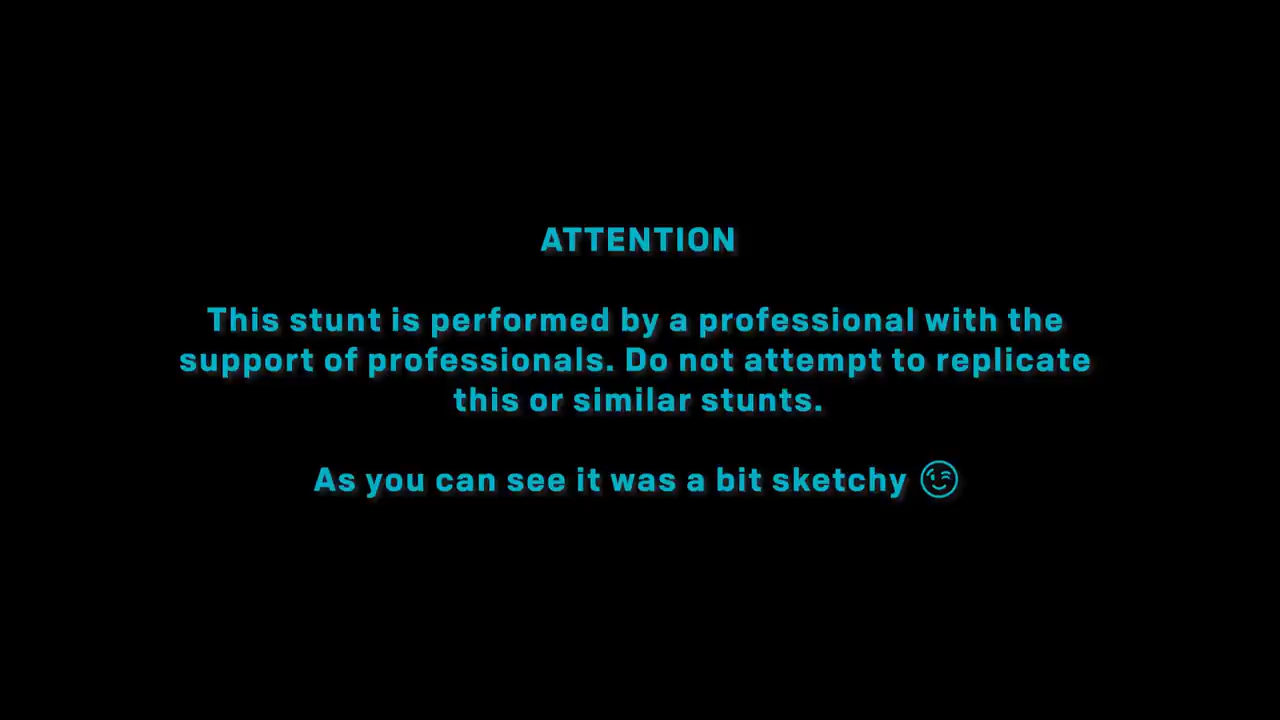 ATTENTION
This stunt is performed by a professional with the
support of professionals. Do not attempt to replicate
this or similar stunts.
As you can see it was a bit sketchy 😉